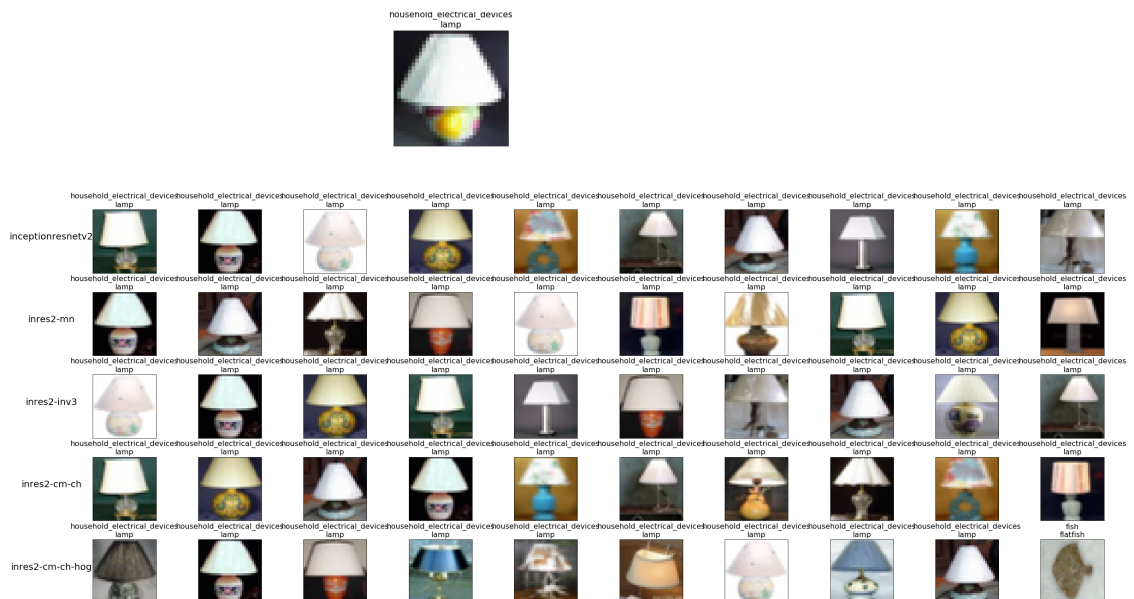 household_electrical_devices
lamp
household_electrical_devices household_electrical_devices household_electrical_devices household_electrical_devices household_electrical_devices household_electrical_devices household_electrical_devices household_electrical_devices household_electrical_devices household_electrical_devices
lamp lamp lamp lamp lamp lamp lamp lamp lamp lamp
inceptionresnetv2
household_electrical_devices household_electrical_devices household_electrical_devices household_electrical_devices household_electrical_devices household_electrical_devices household_electrical_devices household_electrical_devices household_electrical_devices household_electrical_devices
lamp lamp lamp lamp lamp lamp lamp lamp lamp lamp
inres2-mn
household_electrical_devices household_electrical_devices household_electrical_devices household_electrical_devices household_electrical_devices household_electrical_devices household_electrical_devices household_electrical_devices household_electrical_devices household_electrical_devices
lamp lamp lamp lamp lamp lamp lamp lamp lamp lamp
inres2-inv3
household_electrical_devices household_electrical_devices household_electrical_devices household_electrical_devices household_electrical_devices household_electrical_devices household_electrical_devices household_electrical_devices household_electrical_devices household_electrical_devices
lamp lamp lamp lamp lamp lamp lamp lamp lamp lamp
inres2-cm-ch
household_electrical_devices household_electrical_devices household_electrical_devices household_electrical_devices household_electrical_devices household_electrical_devices household_electrical_devices household_electrical_devices household_electrical_devices fish
lamp lamp lamp lamp lamp lamp lamp lamp lamp flatfish
inres2-cm-ch-hog